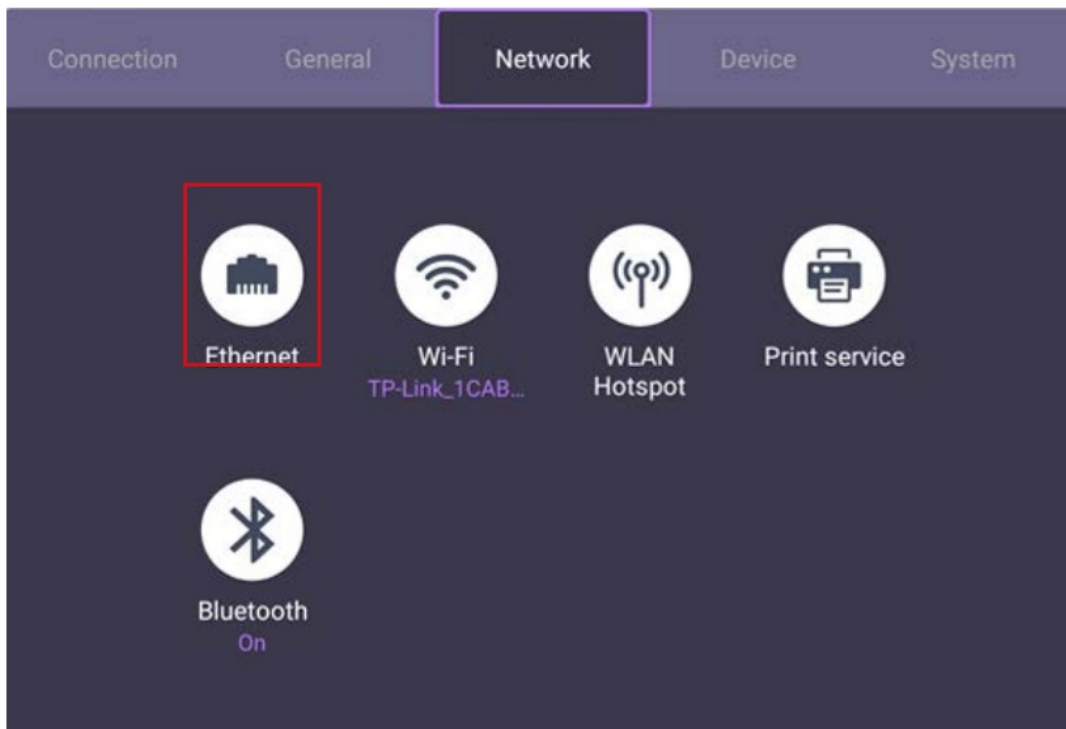 Connection
General
Network
Device
System
Ethernet
Wi-Fi
TP-Link_1CAB...
WLAN
Hotspot
Print service
Bluetooth
On